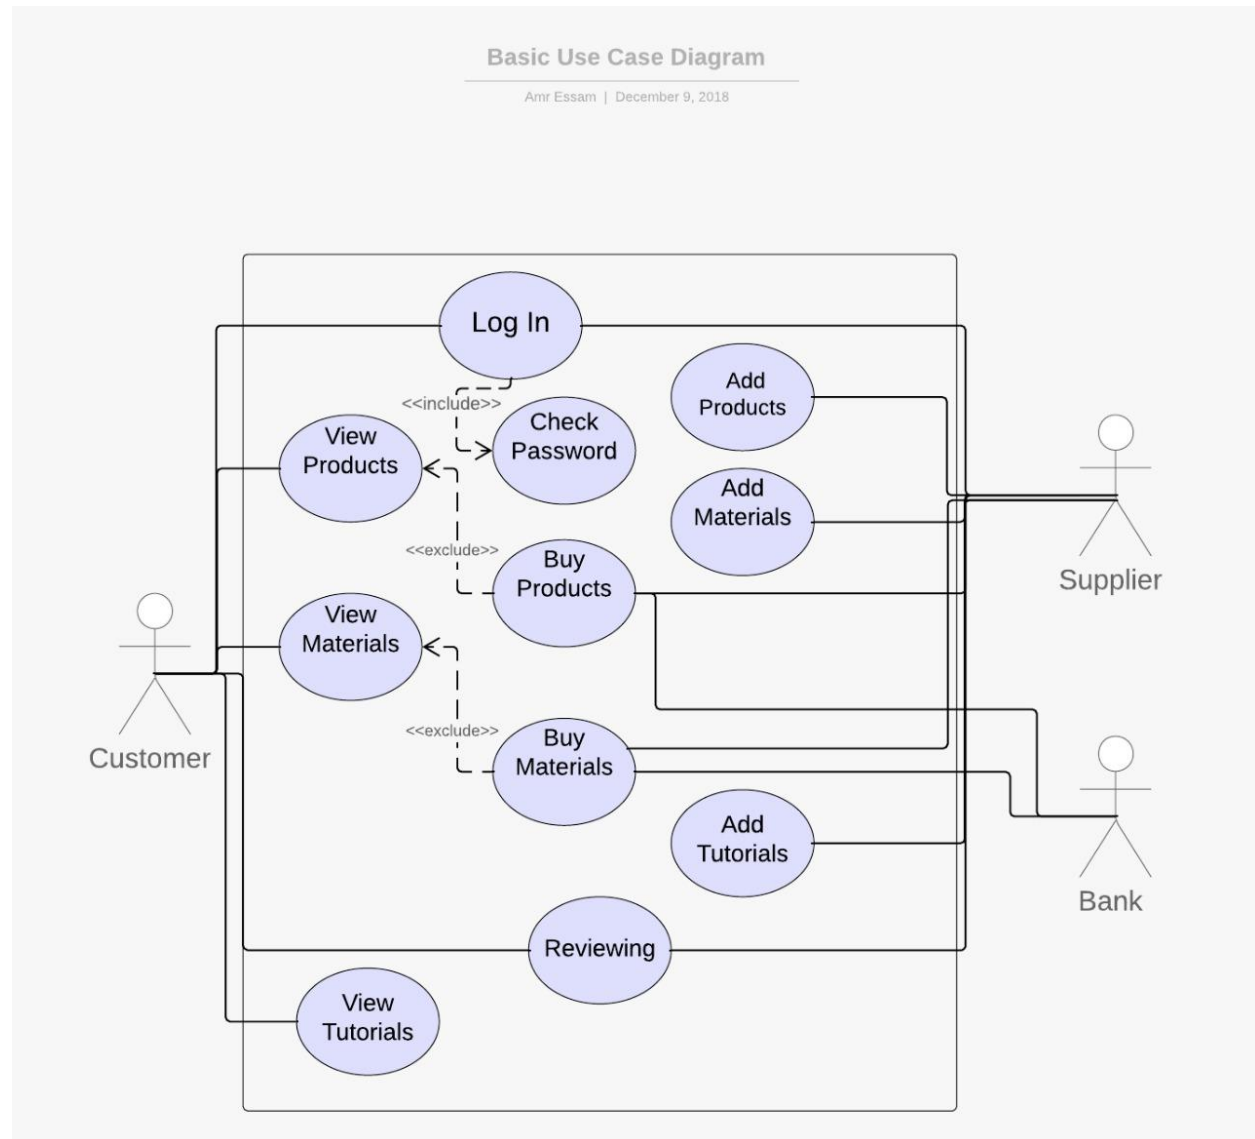 Basic Use Case Diagram
Amr Essam | December 9, 2018
Log In
<<include>>
Check
Password
Add
Products
View
Products
Add
Materials
<<exclude>>
Buy
Products
Supplier
View
Materials
Customer
<<exclude>>
Buy
Materials
Add
Tutorials
Bank
Reviewing
View
Tutorials